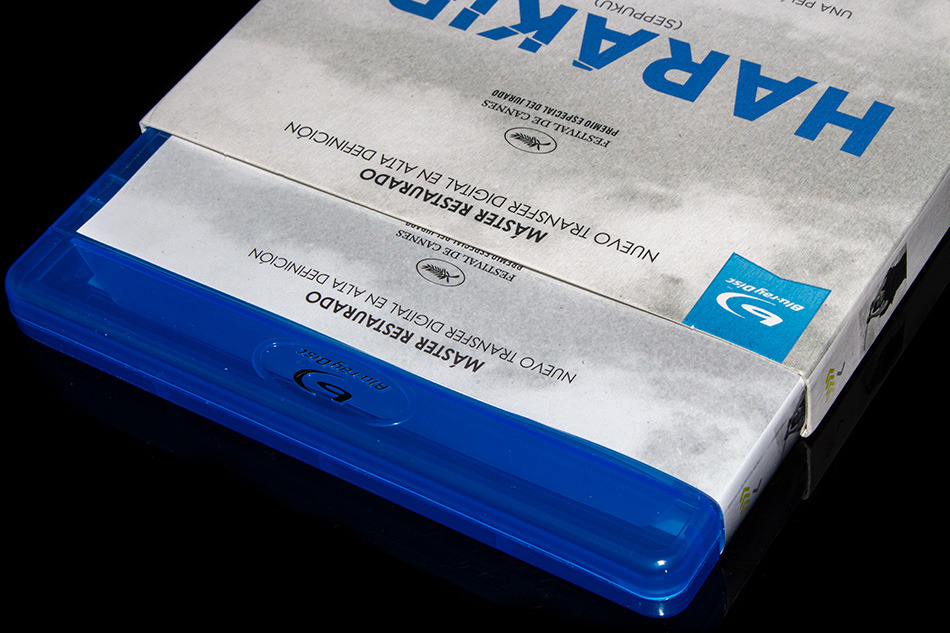 Blu-ray Disc
MÁSTER RESTAURADO
NUEVO TRANSFER DIGITAL EN ALTA DEFINICIÓN
FESTIVAL DE CANNES
PREMIO ESPECIAL DEL JURADO
Blu-ray Disc
MÁSTER RESTAURADO
NUEVO TRANSFER DIGITAL EN ALTA DEFINICIÓN
FESTIVAL DE CANNES
PREMIO ESPECIAL DEL JURADO
HARAKIR
(SEPPUKU)
UNA PEL